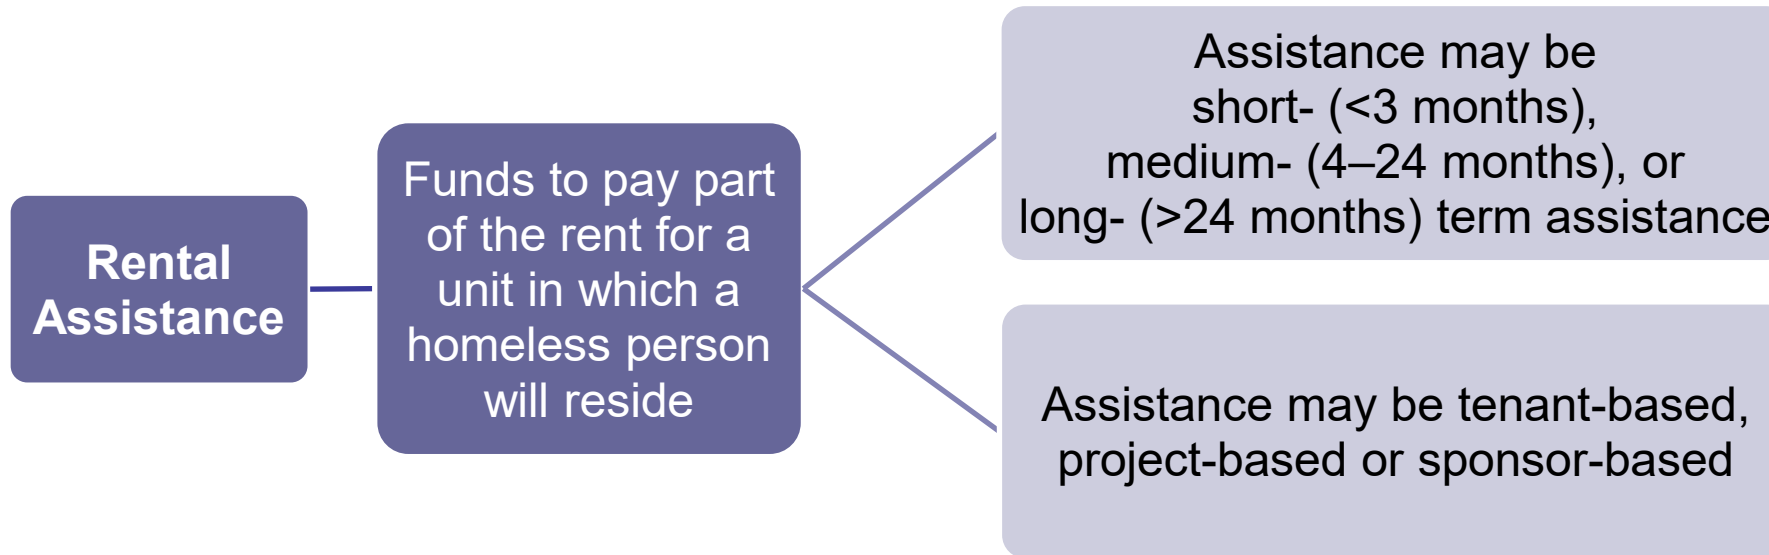 Rental
Assistance
Funds to pay part
of the rent for a
unit in which a
homeless person
will reside
Assistance may be
short- (<3 months),
medium- (4–24 months), or
long- (>24 months) term assistance
Assistance may be tenant-based,
project-based or sponsor-based